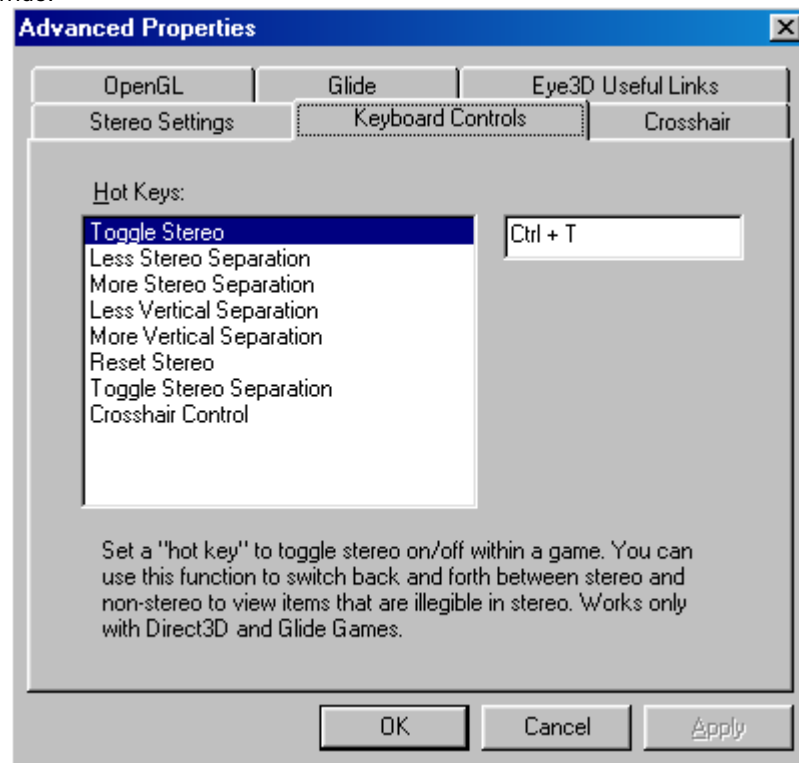 Advanced Properties
OpenGL
Glide
Eye3D Useful Links
Stereo Settings
Keyboard Controls
Crosshair
Hot Keys:
Toggle Stereo
Ctrl + T
Less Stereo Separation
More Stereo Separation
Less Vertical Separation
More Vertical Separation
Reset Stereo
Toggle Stereo Separation
Crosshair Control
Set a "hot key" to toggle stereo on/off within a game. You can
use this function to switch back and forth between stereo and
non-stereo to view items that are illegible in stereo. Works only
with Direct3D and Glide Games.
OK
Cancel
Apply